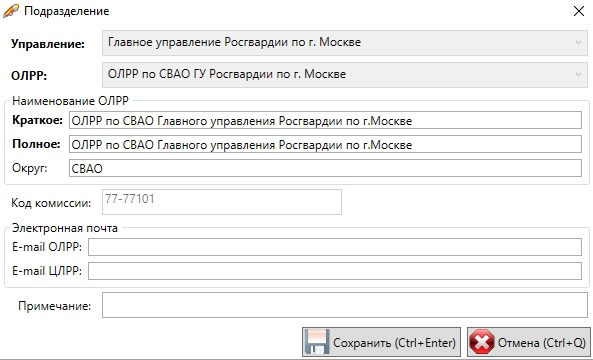 Подразделение
Управление: Главное управление Росгвардии по г. Москве
ОЛРР: ОЛРР по СВАО ГУ Росгвардии по г. Москве
Наименование ОЛРР
Краткое: ОЛРР по СВАО Главного управления Росгвардии по г.Москве
Полное: ОЛРР по СВАО Главного управления Росгвардии по г.Москве
Округ: СВАО
Код комиссии: 77-77101
Электронная почта
E-mail ОЛРР:
E-mail ЦЛРР:
Примечание:
Сохранить (Ctrl+Enter) Отмена (Ctrl+Q)